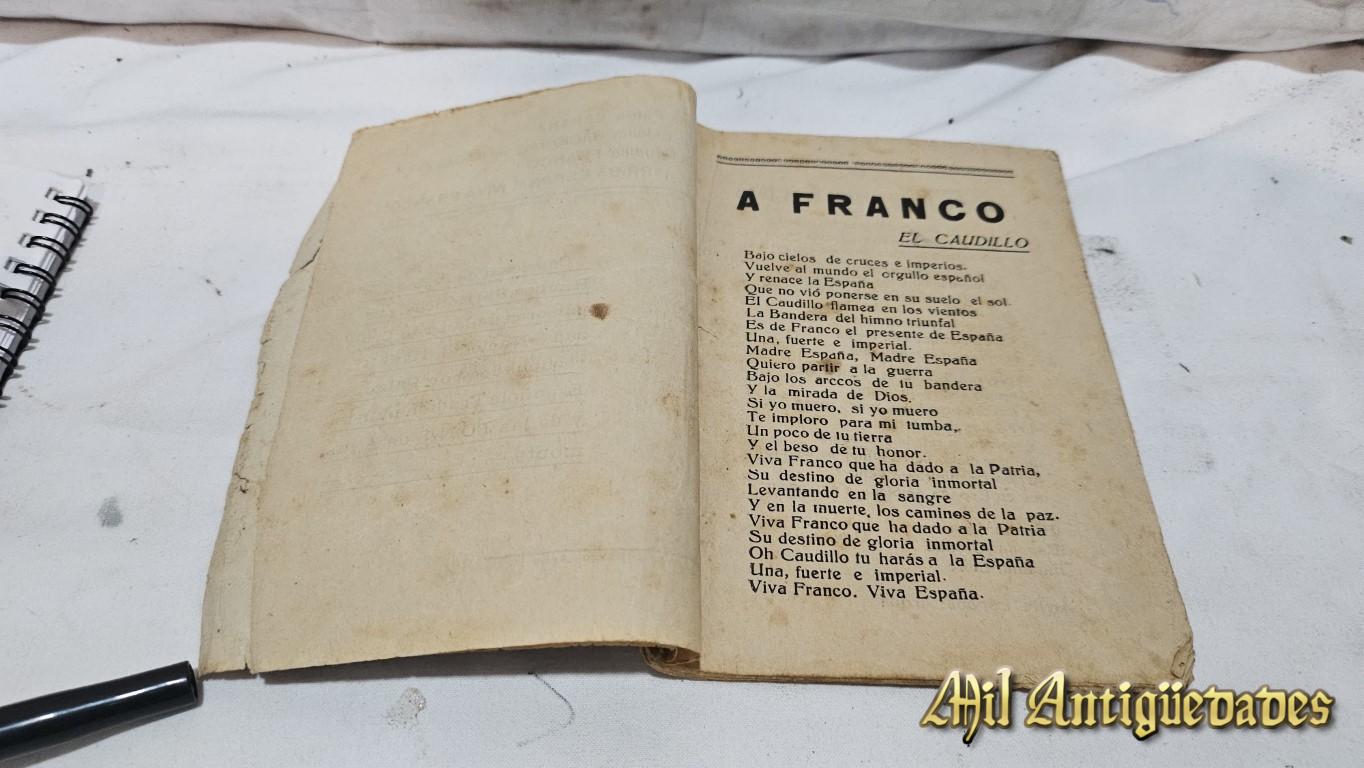 A FRANCO
EL CAUDILLO
Bajo cielos de cruces e imperios.
Vuelve al mundo el orgullo español
Y renace la España
Que no vió ponerse en su suelo el sol.
El Caudillo flamea en los vientos
La Bandera del himno triunfal
Es de Franco el presente de España
Una, fuerte e imperial.
Madre España, Madre España
Quiero partir a la guerra
Bajo los arccos de tu bandera
Y la mirada de Dios.
Si yo muero, si yo muero
Te imploro para mi tumba,
Un poco de tu tierra
Y el beso de tu honor.
Viva Franco que ha dado a la Patria,
Su destino de gloria inmortal
Levantando en la sangre
Y en la muerte, los caminos de la paz.
Viva Franco que ha dado a la Patria
Su destino de gloria inmortal
Oh Caudillo tu harás a la España
Una, fuerte e imperial.
Viva Franco. Viva España.
Mil Antigüedades